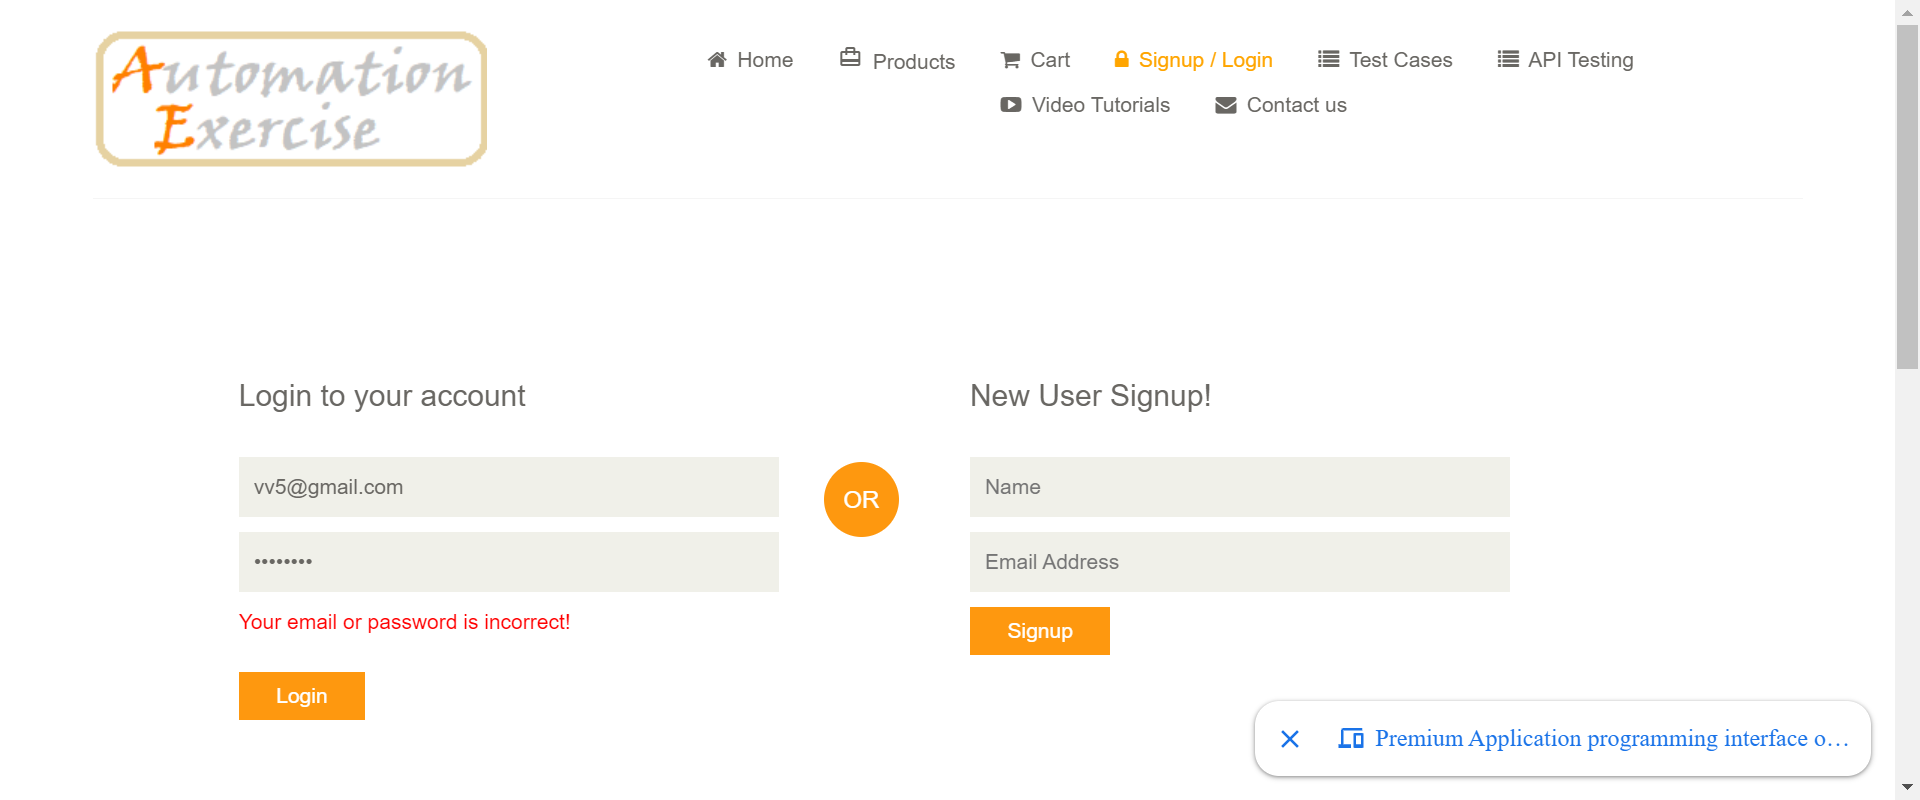 Automation
Exercise
Home Products Cart Signup / Login Test Cases API Testing
Video Tutorials Contact us
Login to your account
vv5@gmail.com
••••••••
Your email or password is incorrect!
Login
OR
New User Signup!
Name
Email Address
Signup
Premium Application programming interface o...